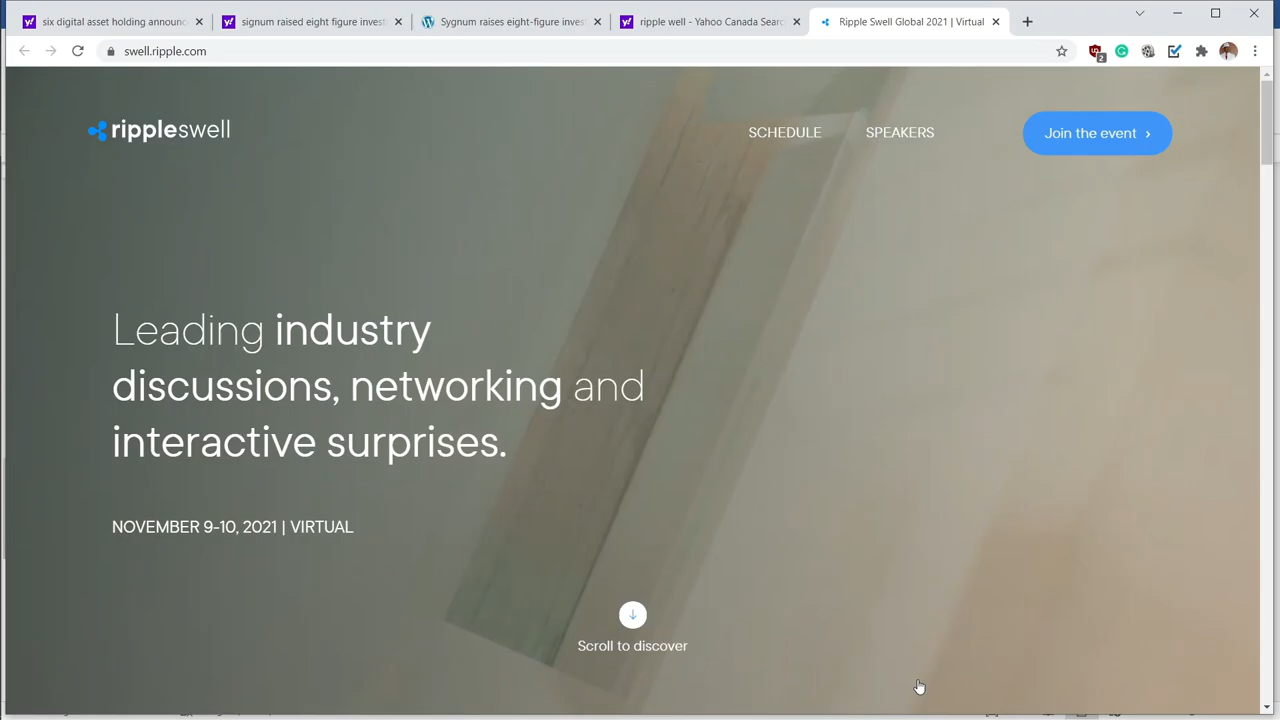 six digital asset holding announc
signum raised eight figure invest
Sygnum raises eight-figure invest
ripple well - Yahoo Canada Searc
Ripple Swell Global 2021 | Virtual
swell.ripple.com
2
rippleswell
SCHEDULE
SPEAKERS
Join the event
Leading industry
discussions, networking and
interactive surprises.
NOVEMBER 9-10, 2021 | VIRTUAL
Scroll to discover